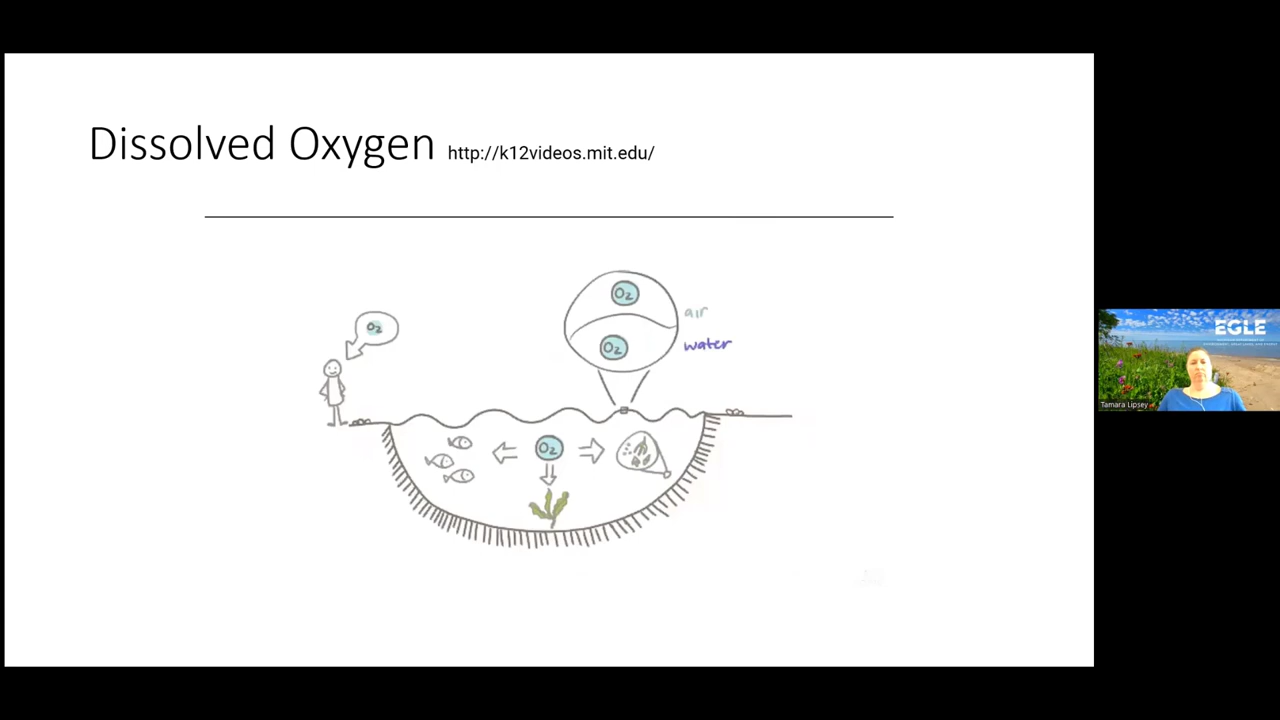 Dissolved Oxygen http://k12videos.mit.edu/
O2
O2
air
O2
water
O2
EGLE
Tamara Lipsey